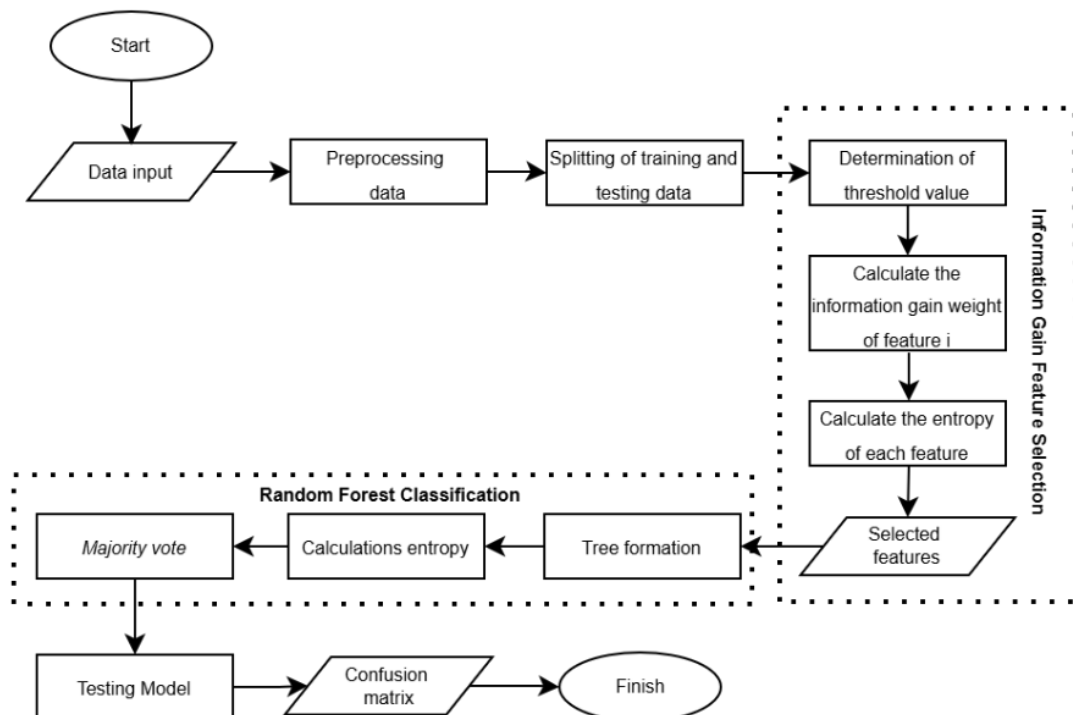 Start
Data input
Preprocessing
data
Splitting of training and
testing data
Determination of
threshold value
Calculate the
information gain weight
of feature i
Calculate the entropy
of each feature
Selected
features
Information Gain Feature Selection
Random Forest Classification
Tree formation
Calculations entropy
Majority vote
Testing Model
Confusion
matrix
Finish